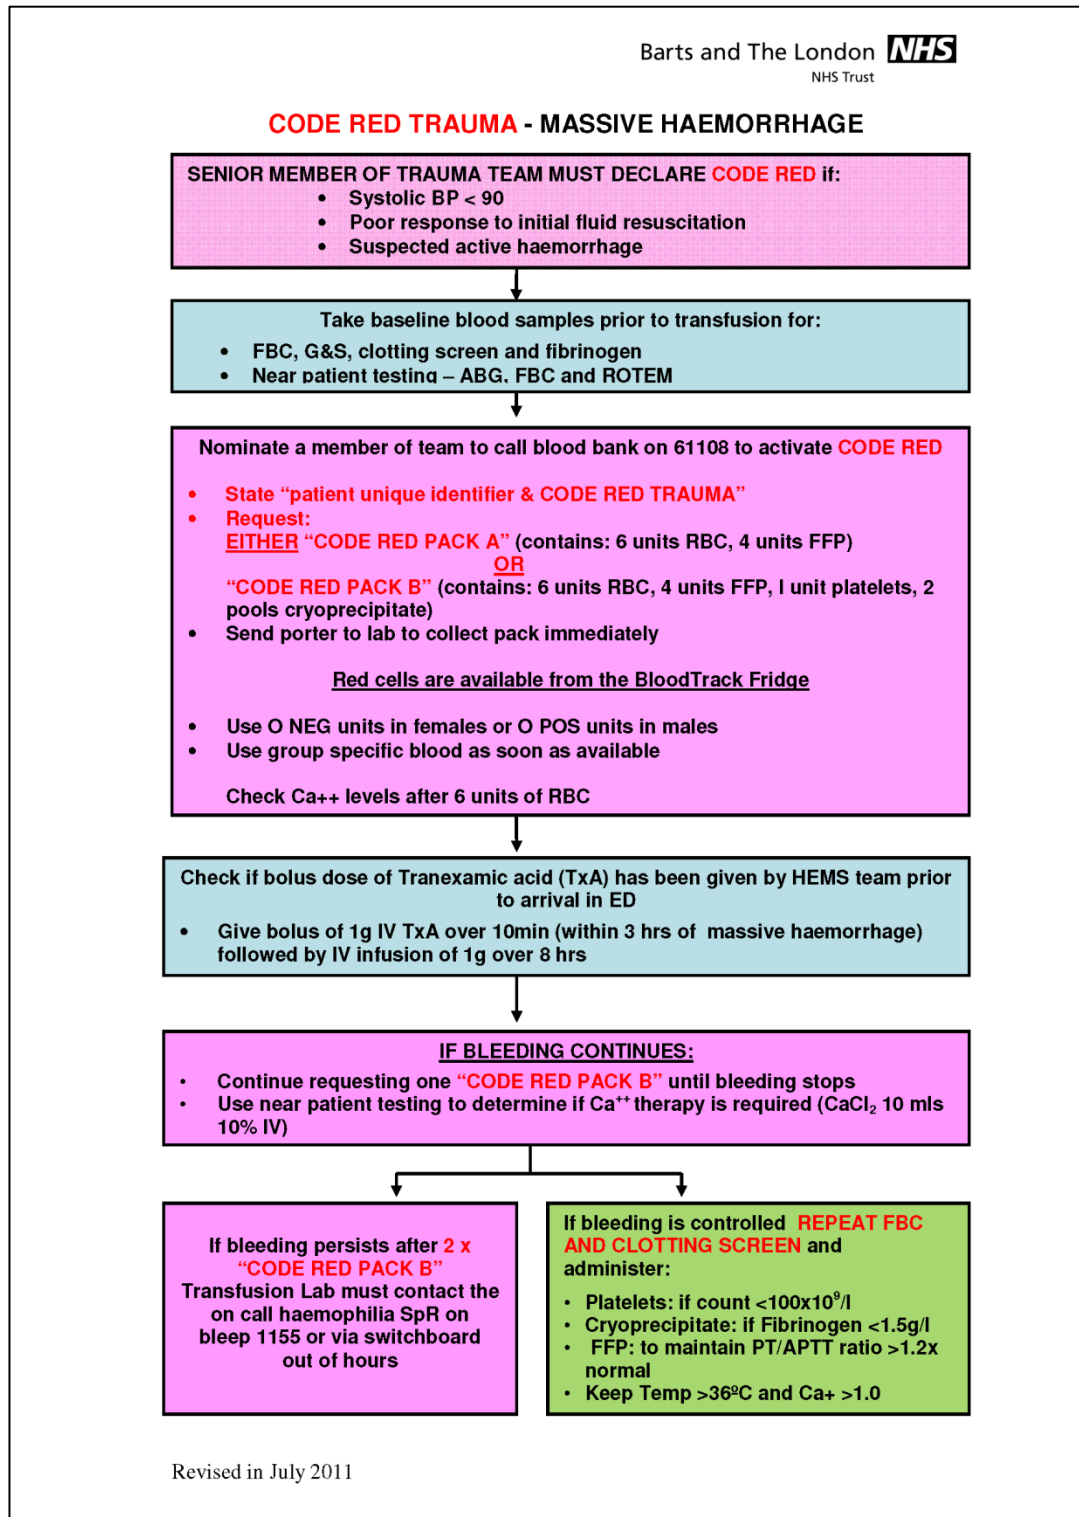 Barts and The London NHS
NHS Trust
CODE RED TRAUMA - MASSIVE HAEMORRHAGE
SENIOR MEMBER OF TRAUMA TEAM MUST DECLARE CODE RED if:
• Systolic BP < 90
• Poor response to initial fluid resuscitation
• Suspected active haemorrhage
Take baseline blood samples prior to transfusion for:
• FBC, G&S, clotting screen and fibrinogen
• Near patient testing – ABG, FBC and ROTEM
Nominate a member of team to call blood bank on 61108 to activate CODE RED
• State “patient unique identifier & CODE RED TRAUMA”
• Request:
EITHER “CODE RED PACK A” (contains: 6 units RBC, 4 units FFP)
OR
“CODE RED PACK B” (contains: 6 units RBC, 4 units FFP, I unit platelets, 2
pools cryoprecipitate)
• Send porter to lab to collect pack immediately
Red cells are available from the BloodTrack Fridge
• Use O NEG units in females or O POS units in males
• Use group specific blood as soon as available
Check Ca++ levels after 6 units of RBC
Check if bolus dose of Tranexamic acid (TxA) has been given by HEMS team prior
to arrival in ED
• Give bolus of 1g IV TxA over 10min (within 3 hrs of massive haemorrhage)
followed by IV infusion of 1g over 8 hrs
IF BLEEDING CONTINUES:
• Continue requesting one “CODE RED PACK B” until bleeding stops
• Use near patient testing to determine if Ca⁺⁺ therapy is required (CaCl₂ 10 mls
10% IV)
If bleeding persists after 2 x
“CODE RED PACK B”
Transfusion Lab must contact the
on call haemophilia SpR on
bleep 1155 or via switchboard
out of hours
If bleeding is controlled REPEAT FBC
AND CLOTTING SCREEN and
administer:
• Platelets: if count <100x10⁹/l
• Cryoprecipitate: if Fibrinogen <1.5g/l
• FFP: to maintain PT/APTT ratio >1.2x
normal
• Keep Temp >36ºC and Ca+ >1.0
Revised in July 2011